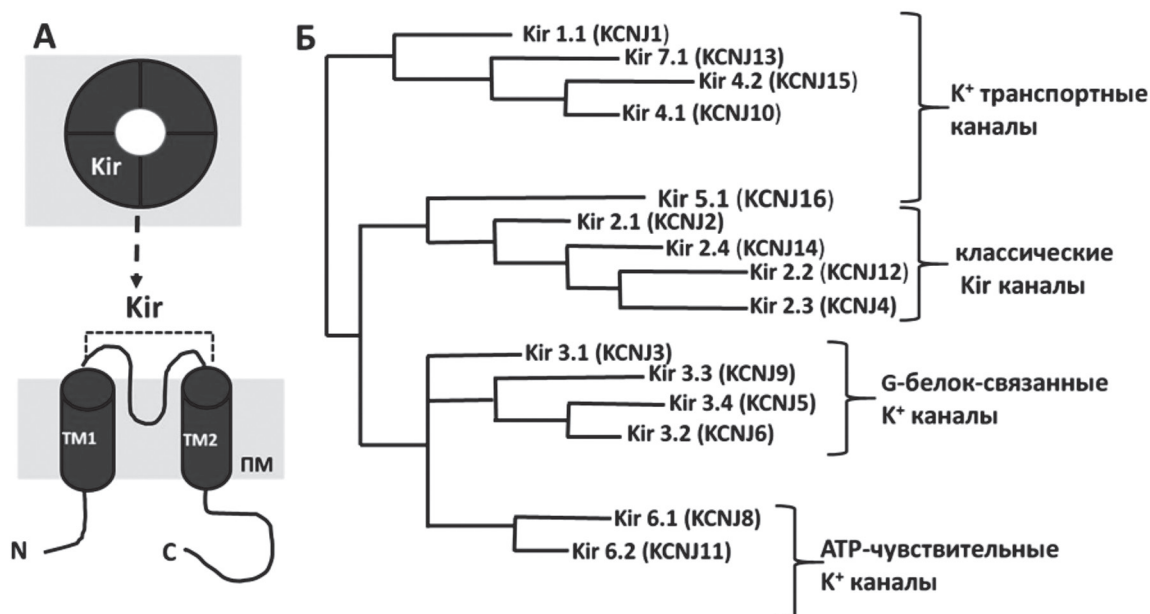 А
Kir
Kir
TM1
TM2
ПМ
N
C
Б
Kir 1.1 (KCNJ1)
Kir 7.1 (KCNJ13)
Kir 4.2 (KCNJ15)
Kir 4.1 (KCNJ10)
Kir 5.1 (KCNJ16)
Kir 2.1 (KCNJ2)
Kir 2.4 (KCNJ14)
Kir 2.2 (KCNJ12)
Kir 2.3 (KCNJ4)
Kir 3.1 (KCNJ3)
Kir 3.3 (KCNJ9)
Kir 3.4 (KCNJ5)
Kir 3.2 (KCNJ6)
Kir 6.1 (KCNJ8)
Kir 6.2 (KCNJ11)
K⁺ транспортные
каналы
классические
Kir каналы
G-белок-связанные
K⁺ каналы
АТР-чувствительные
K⁺ каналы